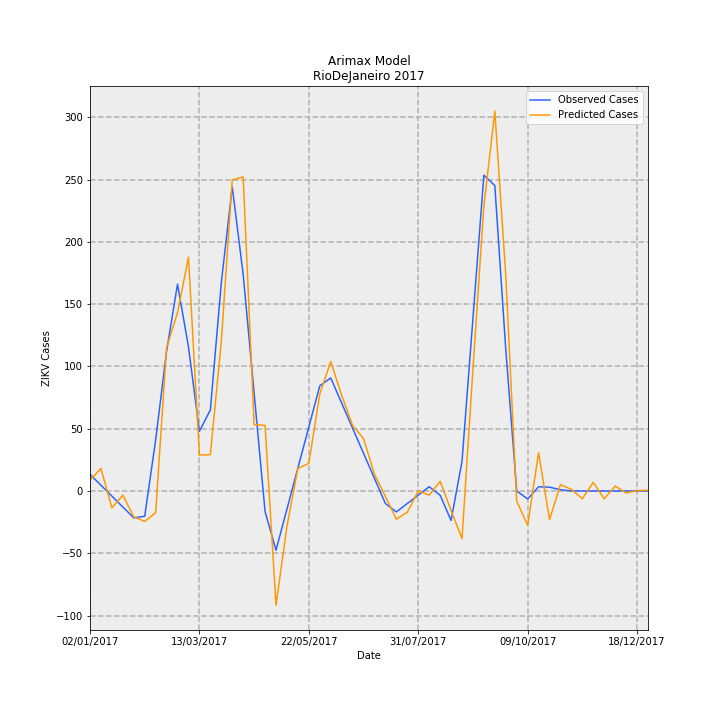 Arimax Model
RioDeJaneiro 2017
Observed Cases
Predicted Cases
300
250
200
150
100
50
0
−50
−100
ZIKV Cases
02/01/2017 13/03/2017 22/05/2017 31/07/2017 09/10/2017 18/12/2017
Date